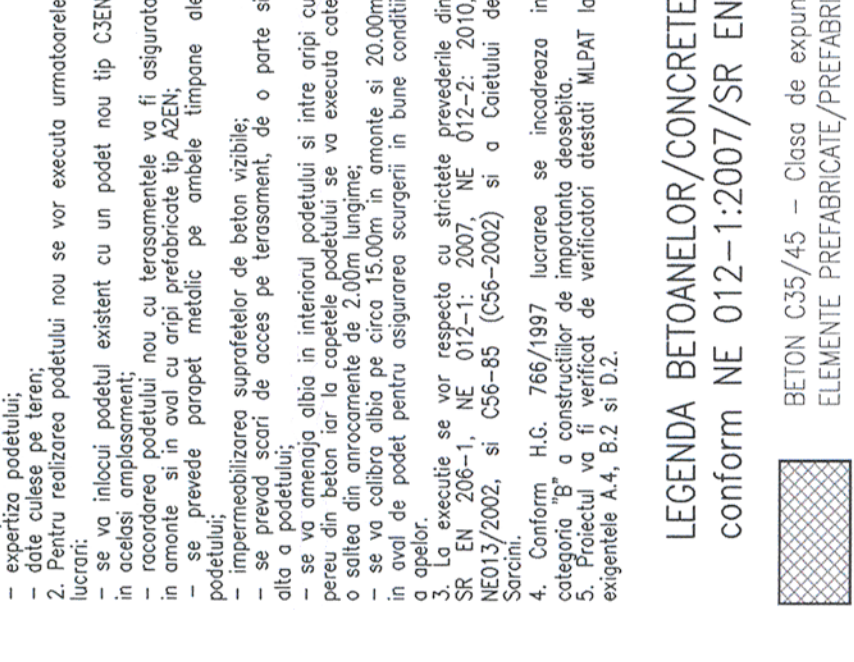 – expertiza podetului;
– date culese pe teren;
2. Pentru realizarea podetului nou se vor executa urmatoarele
lucrari:
– se va inlocui podetul existent cu un podet nou tip C3EN
in acelasi amplasament;
– racordarea podetului nou cu terasamentele va fi asigurata
in amonte si in aval cu aripi prefabricate tip A2EN;
– se prevede parapet metalic pe ambele timpane ale
podetului;
– impermeabilizarea suprafetelor de beton vizibile;
– se prevad scari de acces pe terasament, de o parte si
alta a podetului;
– se va amenaja albia in interiorul podetului si intre aripi cu
pereu din beton iar la capetele podetului se va executa cate
o saltea din anrocamente de 2.00m lungime;
– se va calibra albia pe circa 15.00m in amonte si 20.00m
in aval de podet pentru asigurarea scurgerii in bune conditii
a apelor.
3. La executie se vor respecta cu strictete prevederile din
SR EN 206–1, NE 012–1: 2007, NE 012–2: 2010,
NE013/2002, si C56–85 (C56–2002) si a Caietului de
Sarcini.
4. Conform H.G. 766/1997 lucrarea se incadreaza in
categoria "B" a constructiilor de importanta deosebita.
5. Proiectul va fi verificat de verificatori atestati MLPAT la
exigentele A.4, B.2 si D.2.
LEGENDA BETOANELOR/CONCRETE
conform NE 012–1:2007/SR EN
BETON C35/45 – Clasa de expun
ELEMENTE PREFABRICATE/PREFABRI